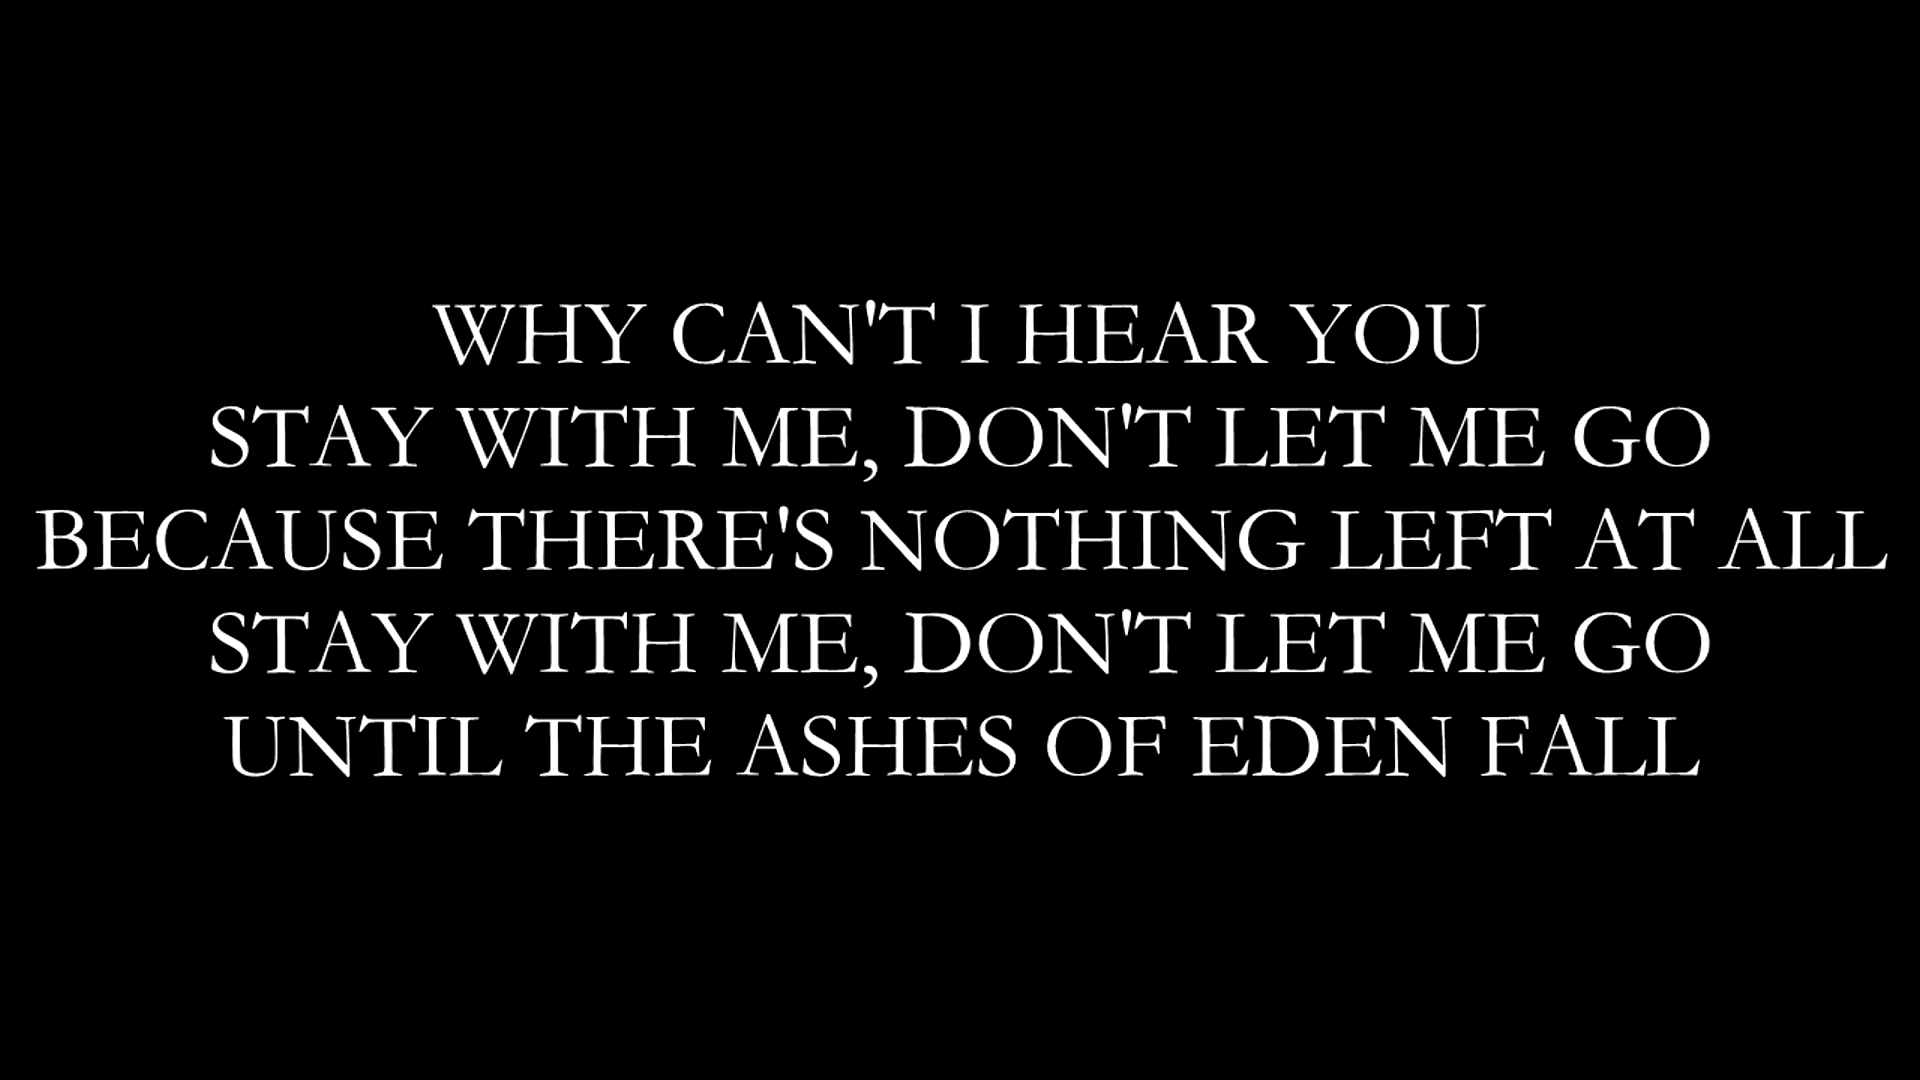 WHY CAN'T I HEAR YOU
STAY WITH ME, DON'T LET ME GO
BECAUSE THERE'S NOTHING LEFT AT ALL
STAY WITH ME, DON'T LET ME GO
UNTIL THE ASHES OF EDEN FALL